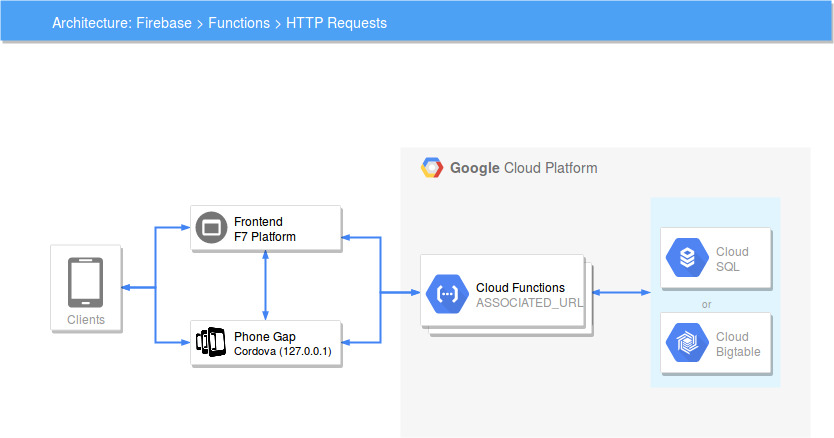 Architecture: Firebase > Functions > HTTP Requests
Google Cloud Platform
Frontend
F7 Platform
Clients
Phone Gap
Cordova (127.0.0.1)
Cloud Functions
ASSOCIATED_URL
Cloud
SQL
or
Cloud
Bigtable